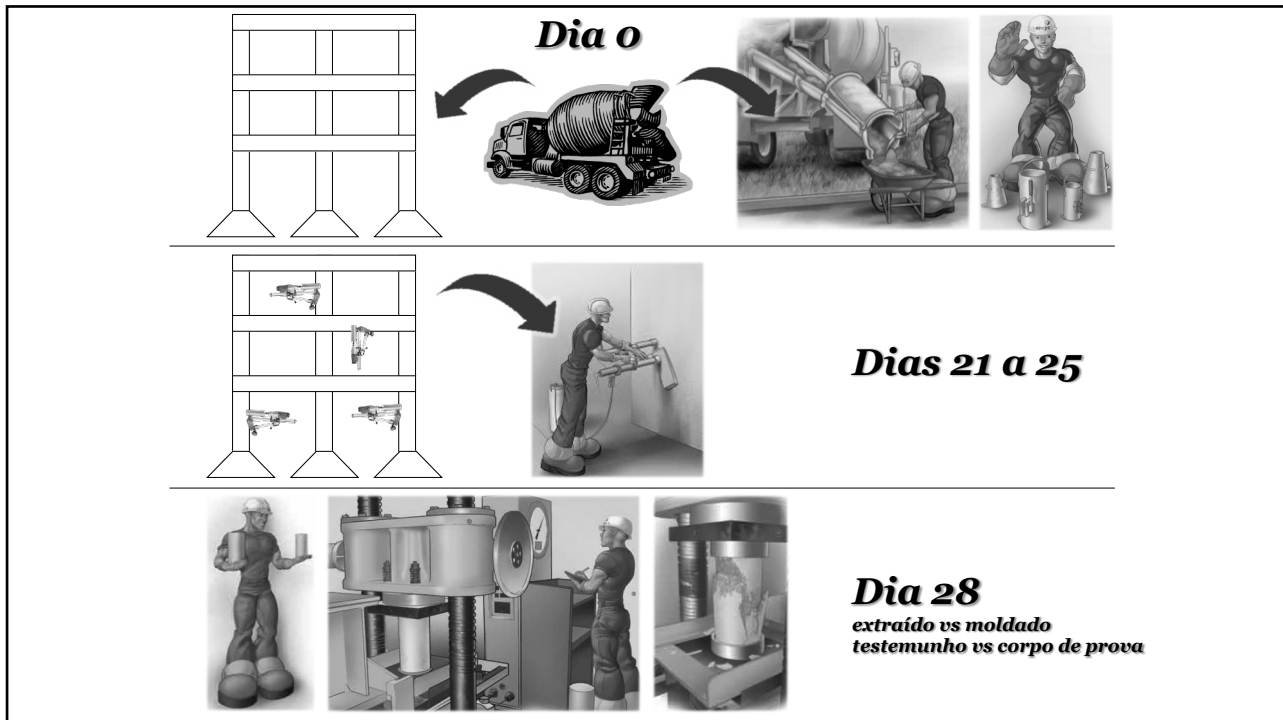 Dia 0
Dias 21 a 25
Dia 28
extraído vs moldado
testemunho vs corpo de prova